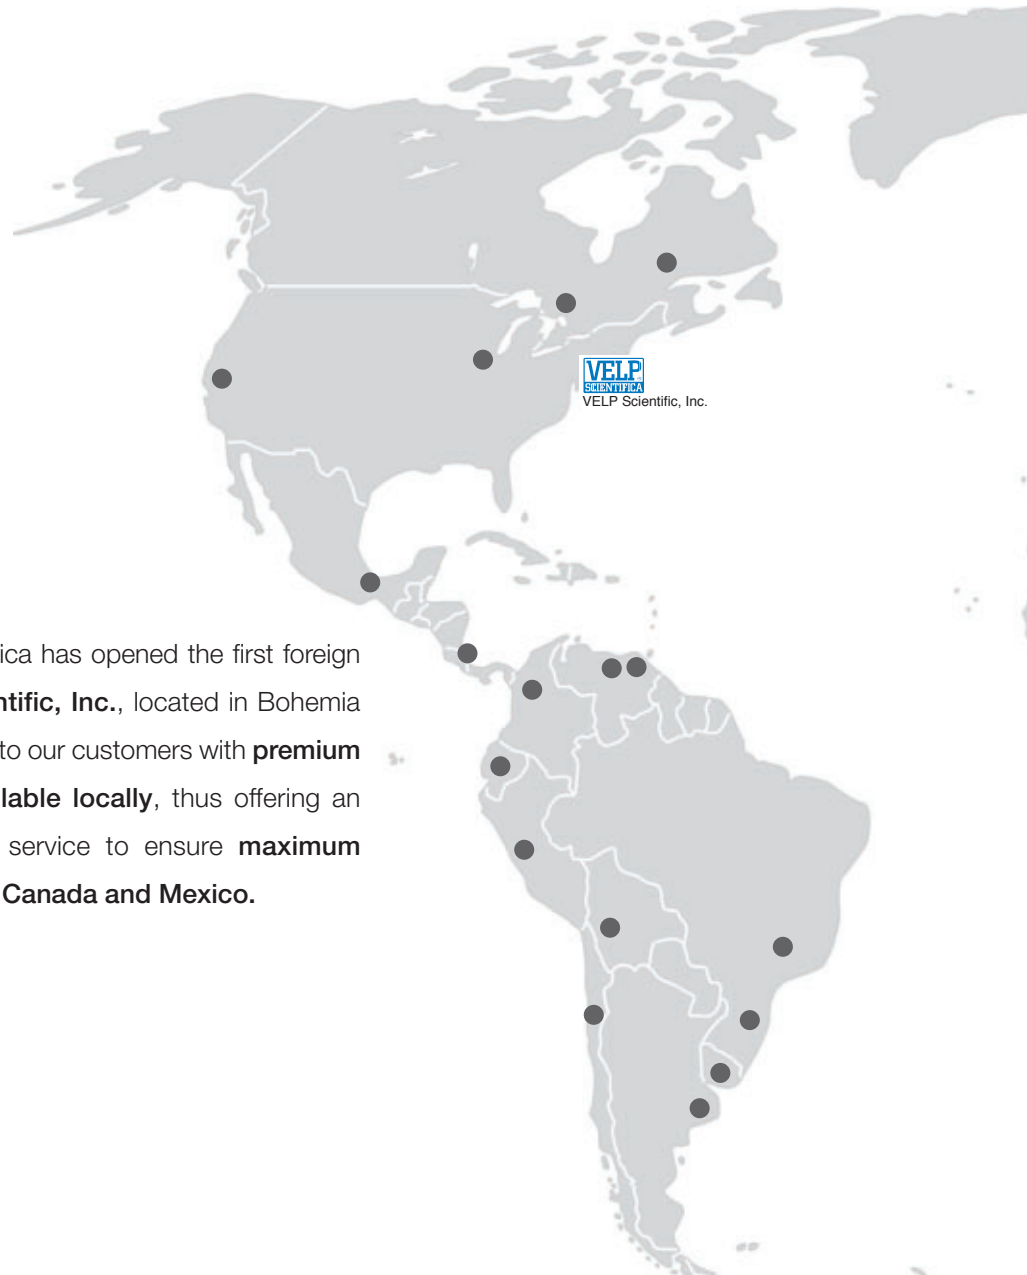 VELP
SCIENTIFICA
VELP Scientific, Inc.
ica has opened the first foreign
ntific, Inc., located in Bohemia
to our customers with premium
lable locally, thus offering an
service to ensure maximum
Canada and Mexico.